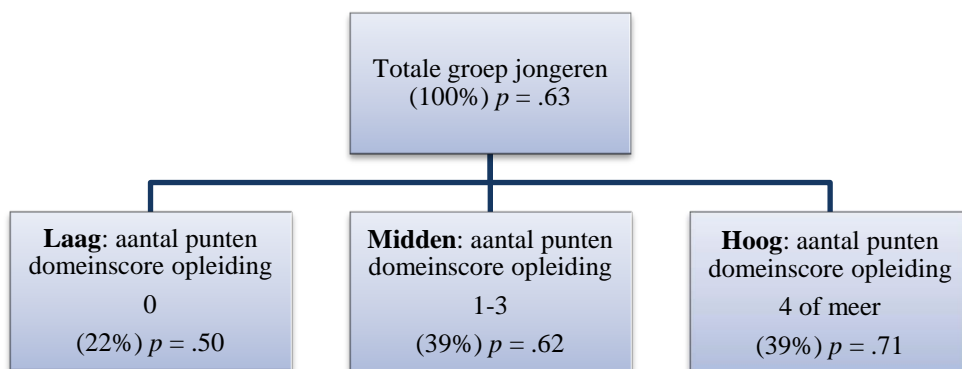 Totale groep jongeren
(100%) p = .63
Laag: aantal punten
domeinscore opleiding
0
(22%) p = .50
Midden: aantal punten
domeinscore opleiding
1-3
(39%) p = .62
Hoog: aantal punten
domeinscore opleiding
4 of meer
(39%) p = .71